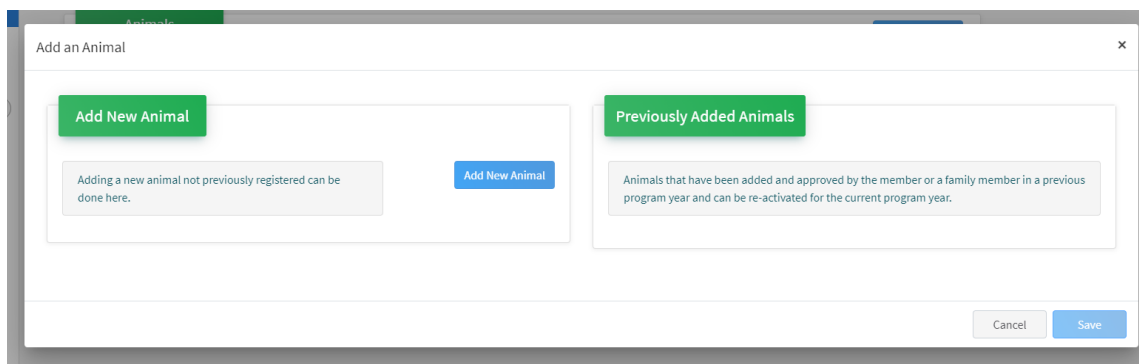 Animals
Add an Animal
×
Add New Animal
Adding a new animal not previously registered can be
done here.
Add New Animal
Previously Added Animals
Animals that have been added and approved by the member or a family member in a previous
program year and can be re-activated for the current program year.
Cancel
Save